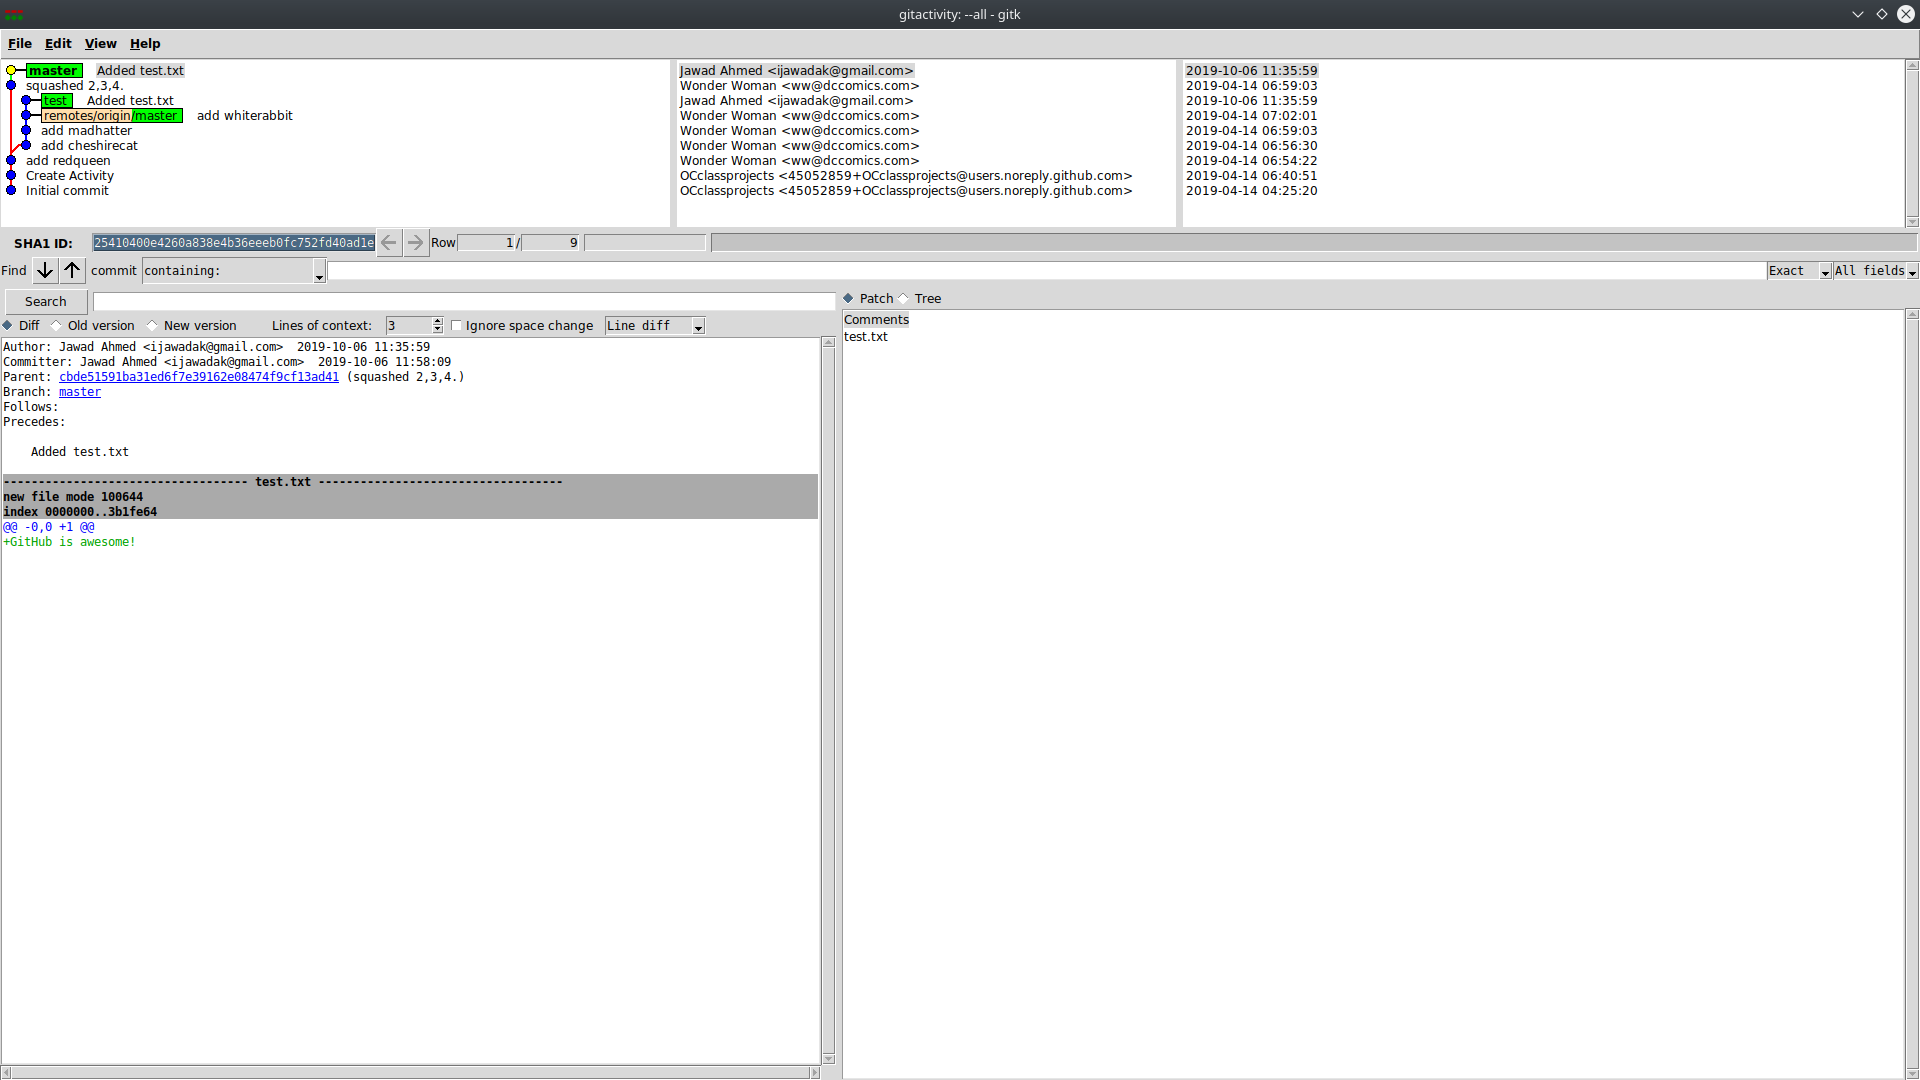 gitactivity: --all - gitk
File Edit View Help
master Added test.txt Jawad Ahmed <ijawadak@gmail.com> 2019-10-06 11:35:59
squashed 2,3,4. Wonder Woman <ww@dccomics.com> 2019-04-14 06:59:03
test Added test.txt Jawad Ahmed <ijawadak@gmail.com> 2019-10-06 11:35:59
remotes/origin/master add whiterabbit Wonder Woman <ww@dccomics.com> 2019-04-14 07:02:01
add madhatter Wonder Woman <ww@dccomics.com> 2019-04-14 06:59:03
add cheshirecat Wonder Woman <ww@dccomics.com> 2019-04-14 06:56:30
add redqueen Wonder Woman <ww@dccomics.com> 2019-04-14 06:54:22
Create Activity OCclassprojects <45052859+OCclassprojects@users.noreply.github.com> 2019-04-14 06:40:51
Initial commit OCclassprojects <45052859+OCclassprojects@users.noreply.github.com> 2019-04-14 04:25:20
SHA1 ID: 25410400e4260a838e4b36eeeb0fc752fd40ad1e Row 1 / 9
Find commit containing: Exact All fields
Search
Patch Tree
Diff Old version New version Lines of context: 3 Ignore space change Line diff
Comments
test.txt
Author: Jawad Ahmed <ijawadak@gmail.com> 2019-10-06 11:35:59
Committer: Jawad Ahmed <ijawadak@gmail.com> 2019-10-06 11:58:09
Parent: cbde51591ba31ed6f7e39162e08474f9cf13ad41 (squashed 2,3,4.)
Branch: master
Follows:
Precedes:
Added test.txt
----------------------------------- test.txt -----------------------------------
new file mode 100644
index 0000000..3b1fe64
@@ -0,0 +1 @@
+GitHub is awesome!